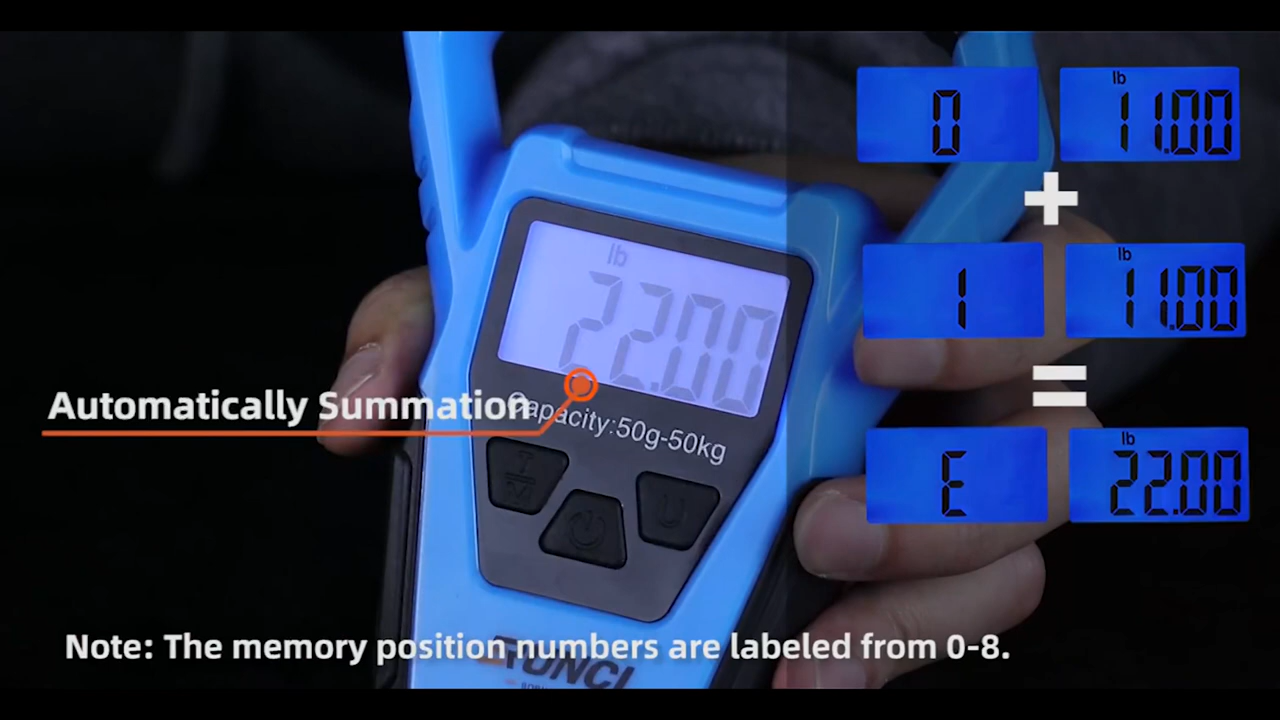 0
lb
11.00
+
1
lb
11.00
=
E
lb
22.00
lb
22.00
Automatically Summation
Capacity:50g-50kg
T
M
U
Note: The memory position numbers are labeled from 0-8.